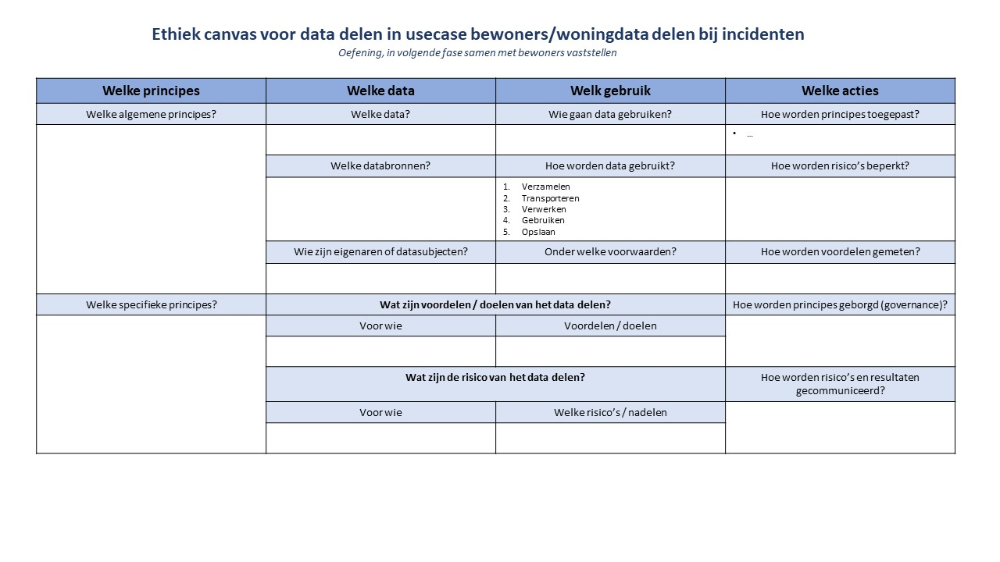 Ethiek canvas voor data delen in usecase bewoners/woningdata delen bij incidenten
Oefening, in volgende fase samen met bewoners vaststellen
Welke principes
Welke data
Welk gebruik
Welke acties
Welke algemene principes?
Welke data?
Wie gaan data gebruiken?
Hoe worden principes toegepast?
• ...
Welke databronnen?
Hoe worden data gebruikt?
Hoe worden risico's beperkt?
1. Verzamelen
2. Transporteren
3. Verwerken
4. Gebruiken
5. Opslaan
Wie zijn eigenaren of datasubjecten?
Onder welke voorwaarden?
Hoe worden voordelen gemeten?
Welke specifieke principes?
Wat zijn voordelen / doelen van het data delen?
Hoe worden principes geborgd (governance)?
Voor wie
Voordelen / doelen
Wat zijn de risico van het data delen?
Hoe worden risico's en resultaten
gecommuniceerd?
Voor wie
Welke risico's / nadelen